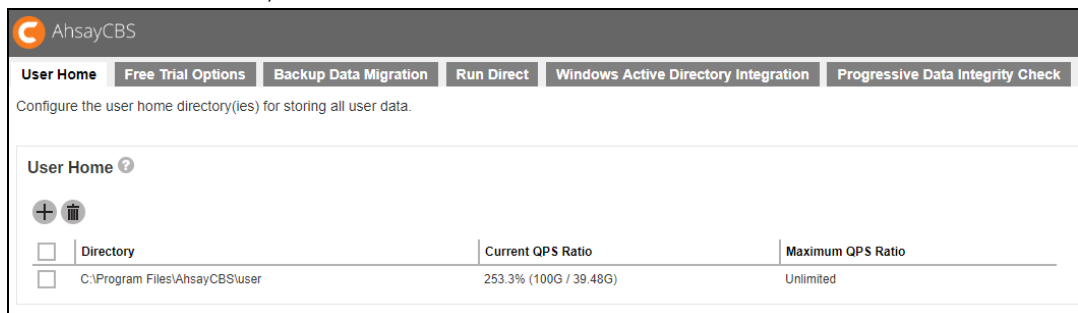 AhsayCBS
User Home Free Trial Options Backup Data Migration Run Direct Windows Active Directory Integration Progressive Data Integrity Check
Configure the user home directory(ies) for storing all user data.
User Home ?
Directory Current QPS Ratio Maximum QPS Ratio
C:\Program Files\AhsayCBS\user 253.3% (100G / 39.48G) Unlimited